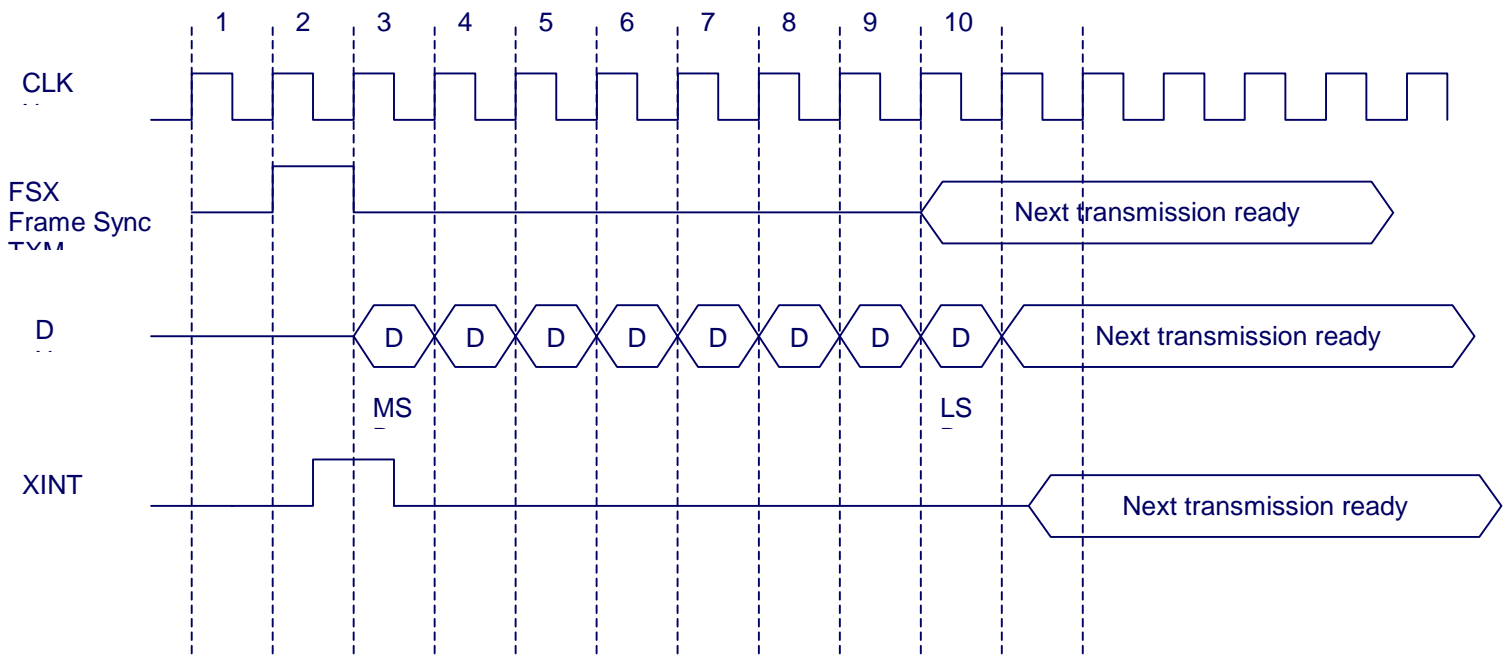 1 2 3 4 5 6 7 8 9 10
CLK
FSX
Frame Sync
TXM
Next transmission ready
D
D D D D D D D D
Next transmission ready
MS
LS
XINT
Next transmission ready